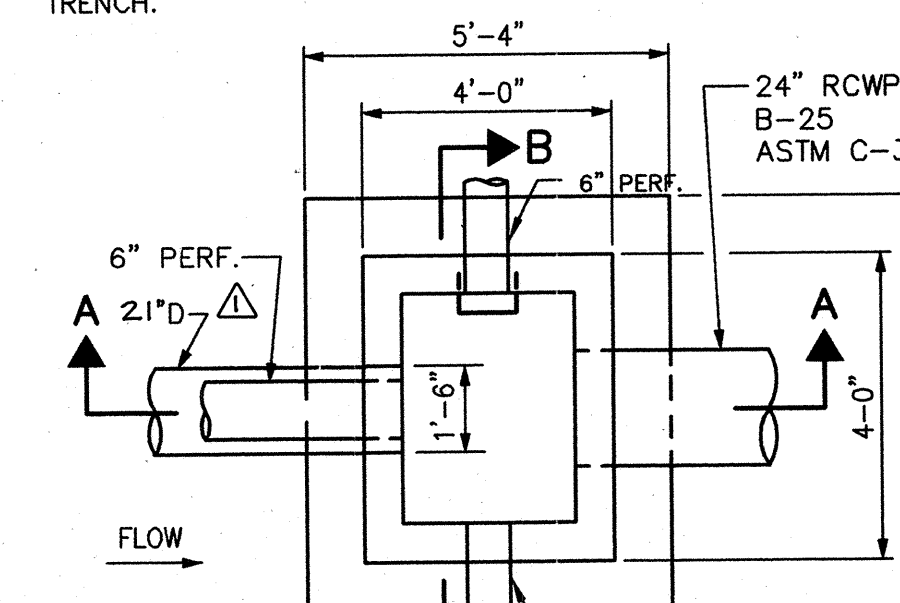 TRENCH.
5'-4"
4'-0"
24" RCWP
B-25
ASTM C-
B
6" PERF.
6" PERF.
A
21"D
1
A
1'-6"
4-0"
FLOW